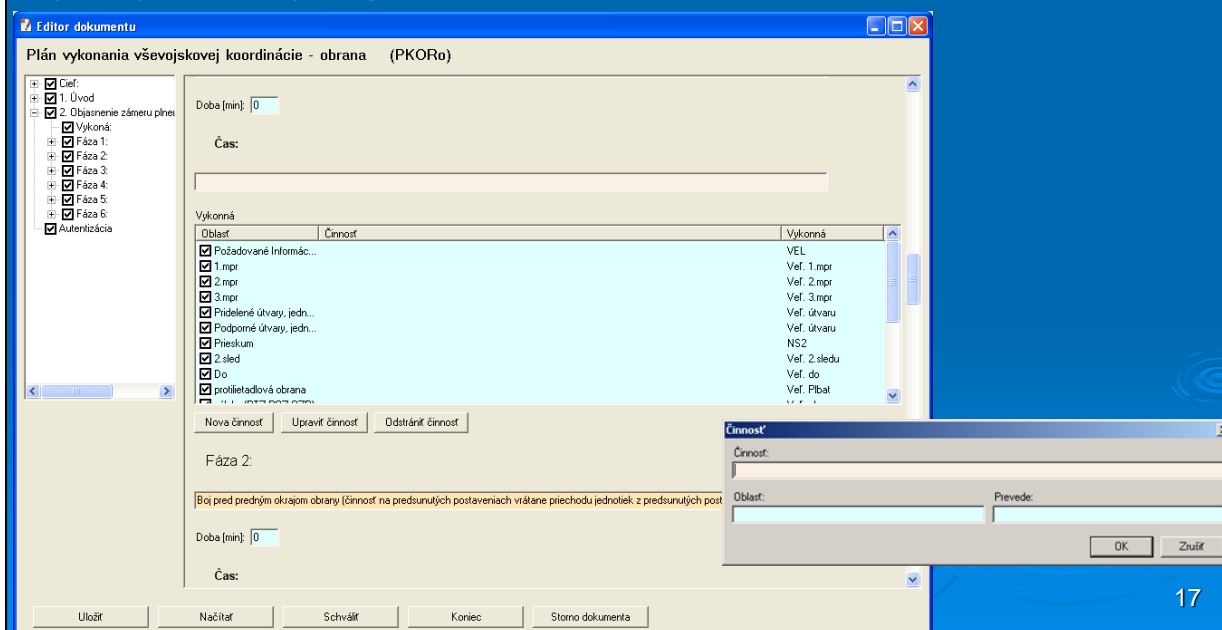 Editor dokumentu
Plán vykonania vševojskovej koordinácie - obrana (PKORo)
Cieľ:
1. Úvod
2. Objasnenie zámeru plner
Vykoná:
Fáza 1:
Fáza 2:
Fáza 3:
Fáza 4:
Fáza 5:
Fáza 6:
Autentizácia
Doba [min]: 0
Čas:
Vykonná
Oblasť Činnosť Vykonná
Požadované Informác... VEL
1.mpr Veľ. 1.mpr
2.mpr Veľ. 2.mpr
3.mpr Veľ. 3.mpr
Pridelené útvary, jedn... Veľ. útvaru
Podporné útvary, jedn... Veľ. útvaru
Prieskum NS2
2.sled Veľ. 2.sledu
Do Veľ. do
protilietadlová obrana Veľ. Plbat
Nova činnosť Upraviť činnosť Odstrániť činnosť
Fáza 2:
Boj pred predným okrajom obrany (činnosť na predsunutých postaveniach vrátane priechodu jednotiek z predsunutých post
Doba [min]: 0
Čas:
Uložiť Načítať Schváliť Koniec Storno dokumenta
Činnosť
Činnosť:
Oblasť: Prevede:
OK Zrušiť
17